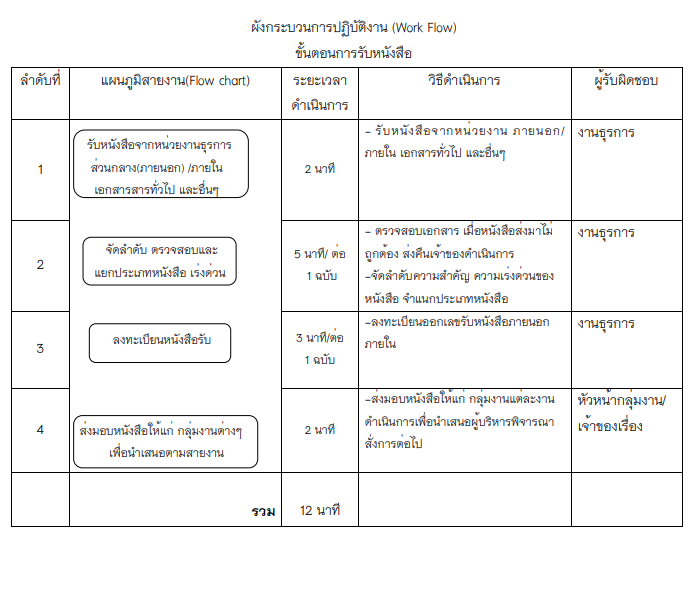 ผังกระบวนการปฏิบัติงาน (Work Flow)
ขั้นตอนการรับหนังสือ
ลำดับที่
แผนภูมิสายงาน(Flow chart)
ระยะเวลา
ดำเนินการ
วิธีดำเนินการ
ผู้รับผิดชอบ
1
รับหนังสือจากหน่วยงานธุรการ
ส่วนกลาง(ภายนอก) /ภายใน
เอกสารสารทั่วไป และอื่นๆ
2 นาที
- รับหนังสือจากหน่วยงาน ภายนอก/
ภายใน เอกสารทั่วไป และอื่นๆ
งานธุรการ
2
จัดลำดับ ตรวจสอบและ
แยกประเภทหนังสือ เร่งด่วน
5 นาที/ ต่อ
1 ฉบับ
- ตรวจสอบเอกสาร เมื่อหนังสือส่งมาไม่
ถูกต้อง ส่งคืนเจ้าของดำเนินการ
-จัดลำดับความสำคัญ ความเร่งด่วนของ
หนังสือ จำแนกประเภทหนังสือ
งานธุรการ
3
ลงทะเบียนหนังสือรับ
3 นาที/ต่อ
1 ฉบับ
-ลงทะเบียนออกเลขรับหนังสือภายนอก
ภายใน
งานธุรการ
4
ส่งมอบหนังสือให้แก่ กลุ่มงานต่างๆ
เพื่อนำเสนอตามสายงาน
2 นาที
-ส่งมอบหนังสือให้แก่ กลุ่มงานแต่ละงาน
ดำเนินการเพื่อนำเสนอผู้บริหารพิจารณา
สั่งการต่อไป
หัวหน้ากลุ่มงาน/
เจ้าของเรื่อง
รวม
12 นาที